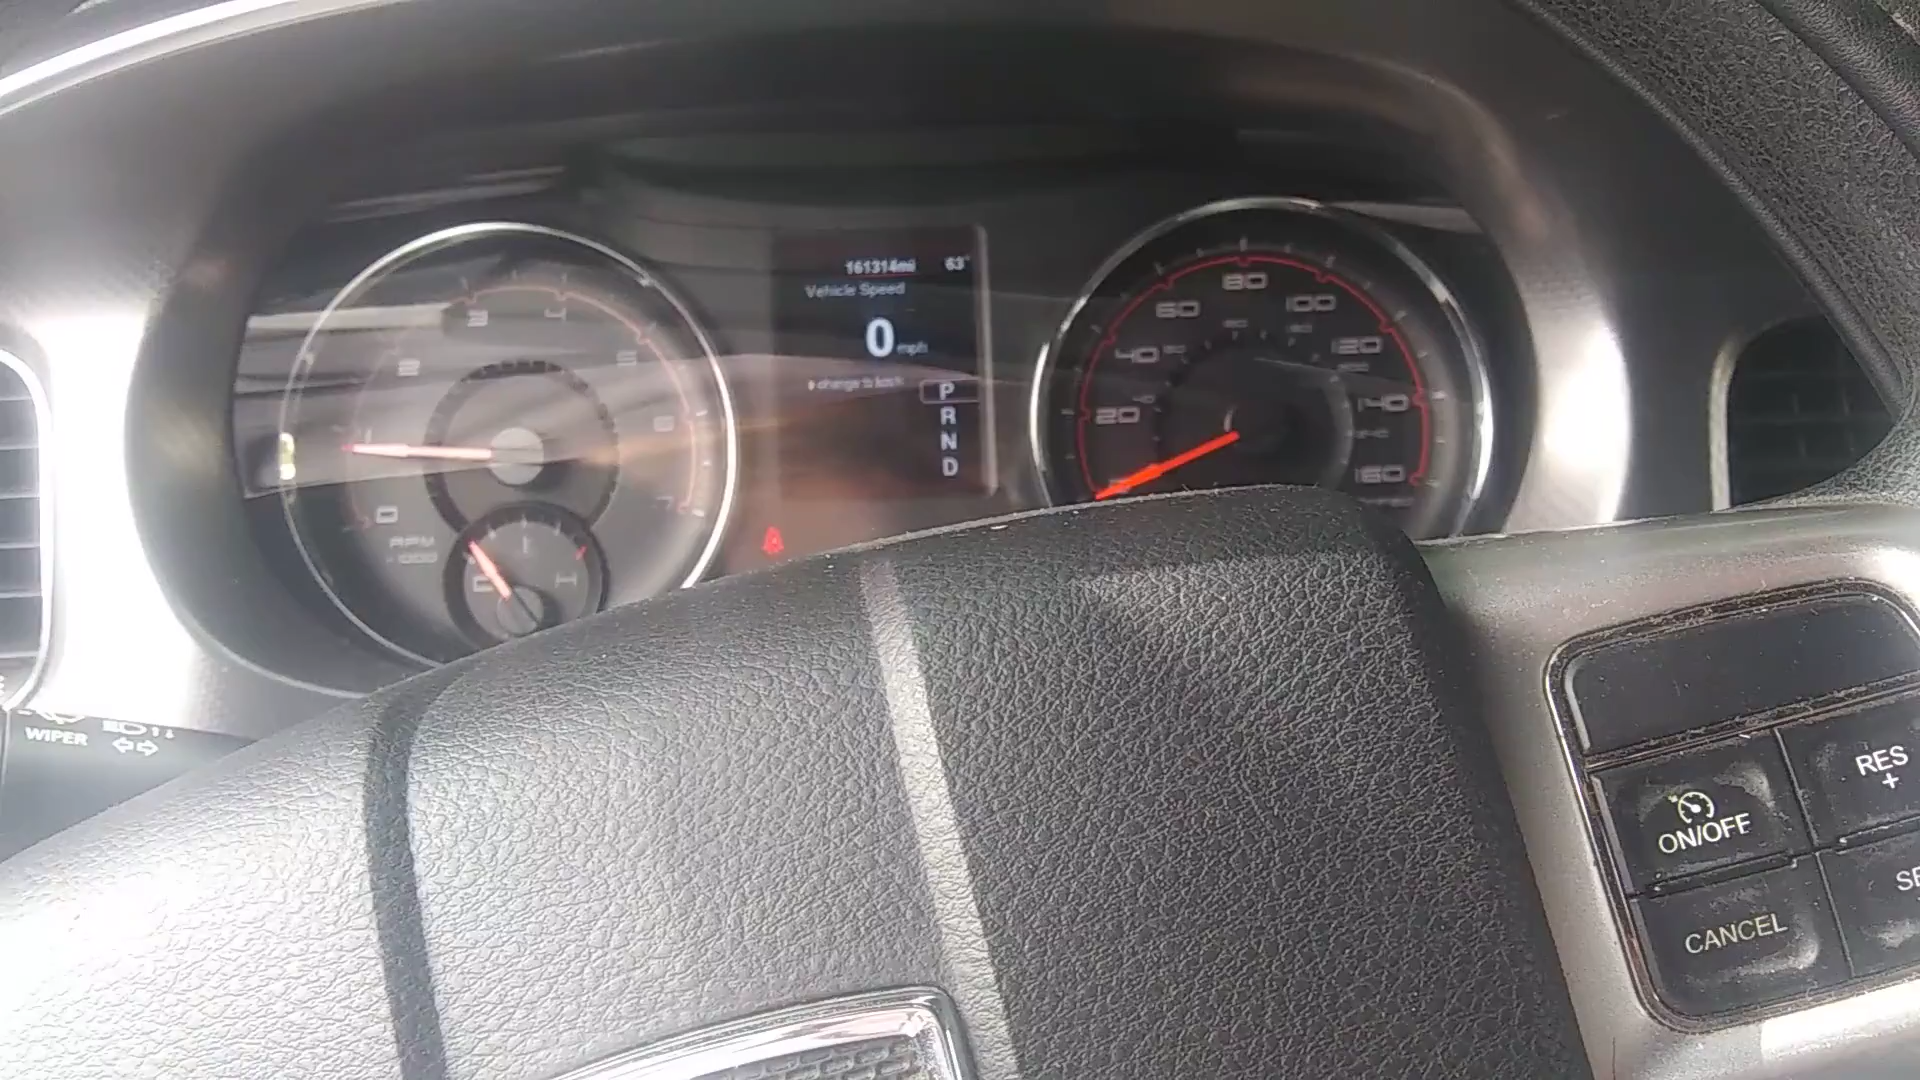 161314mi 63°
Vehicle Speed
0 mph
P
R
N
D
0
1
2
3
4
5
6
7
RPM
C
H
20
40
60
80
100
120
140
160
WIPER
ON/OFF
RES
+
CANCEL